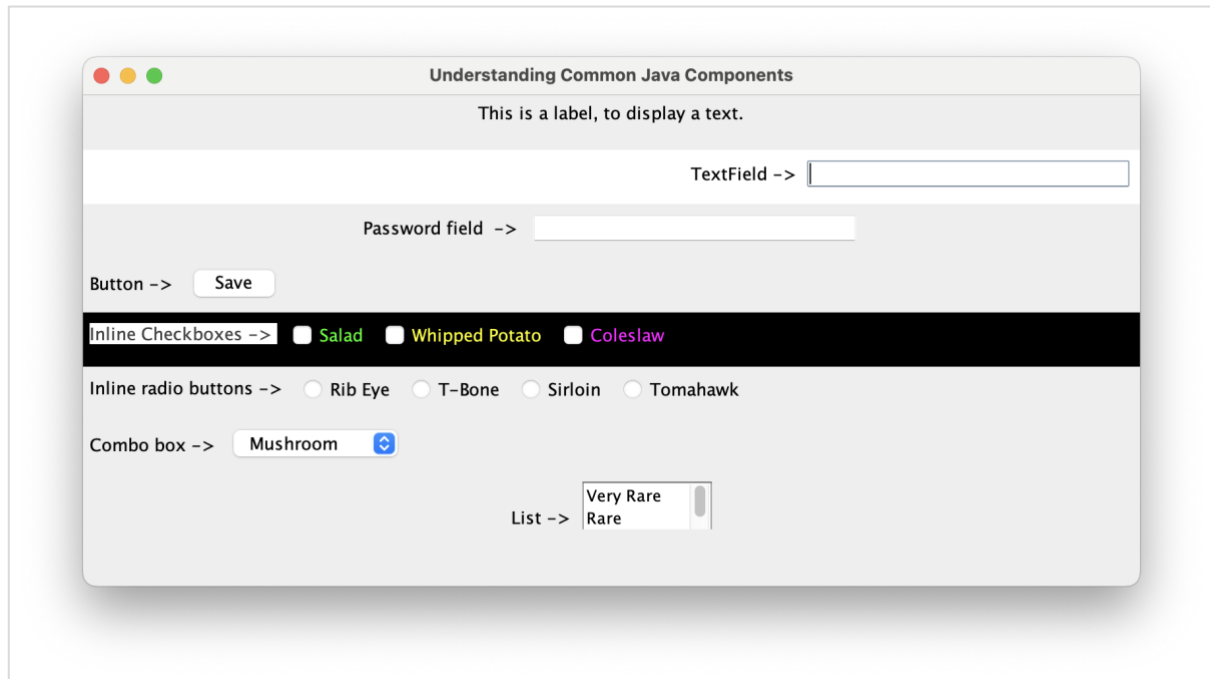 Understanding Common Java Components
This is a label, to display a text.
TextField ->
Password field ->
Button -> Save
Inline Checkboxes -> Salad Whipped Potato Coleslaw
Inline radio buttons -> Rib Eye T-Bone Sirloin Tomahawk
Combo box -> Mushroom
Very Rare
List -> Rare